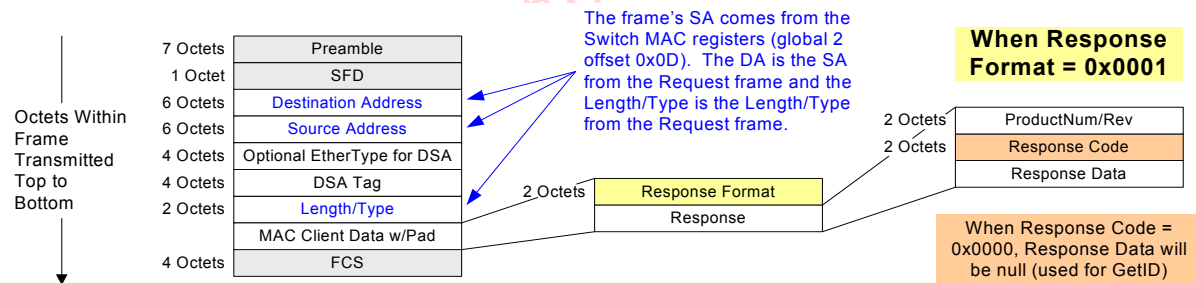 The frame's SA comes from the
Switch MAC registers (global 2
offset 0x0D). The DA is the SA
from the Request frame and the
Length/Type is the Length/Type
from the Request frame.
When Response
Format = 0x0001
Octets Within
Frame
Transmitted
Top to
Bottom
7 Octets Preamble
1 Octet SFD
6 Octets Destination Address
6 Octets Source Address
4 Octets Optional EtherType for DSA
4 Octets DSA Tag
2 Octets Length/Type
MAC Client Data w/Pad
4 Octets FCS
2 Octets Response Format
Response
2 Octets ProductNum/Rev
2 Octets Response Code
Response Data
When Response Code =
0x0000, Response Data will
be null (used for GetID)